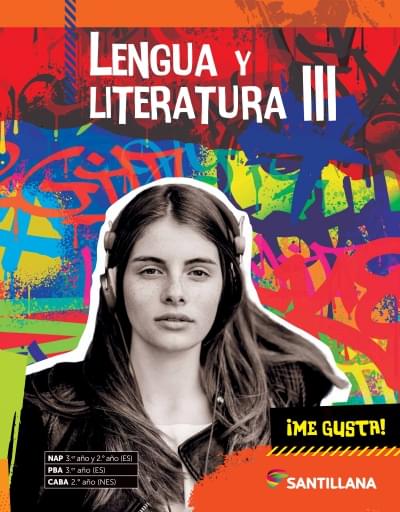 LENGUA Y
LITERATURA III
¡ME GUSTA!
NAP 3.er año y 2.º año (ES)
PBA 3.er año (ES)
CABA 2.º año (NES)
SANTILLANA